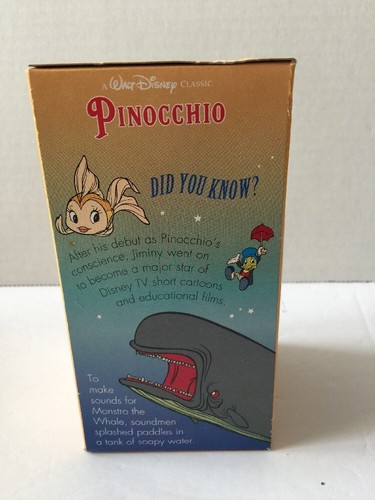 A Walt Disney Classic
PINOCCHIO
DID YOU KNOW?
After his debut as Pinocchio's
conscience, Jiminy went on
to become a major star of
Disney TV, short cartoons
and educational films.
To
make
sounds for
Monstro the
Whale, soundmen
splashed paddles in
a tank of soapy water.